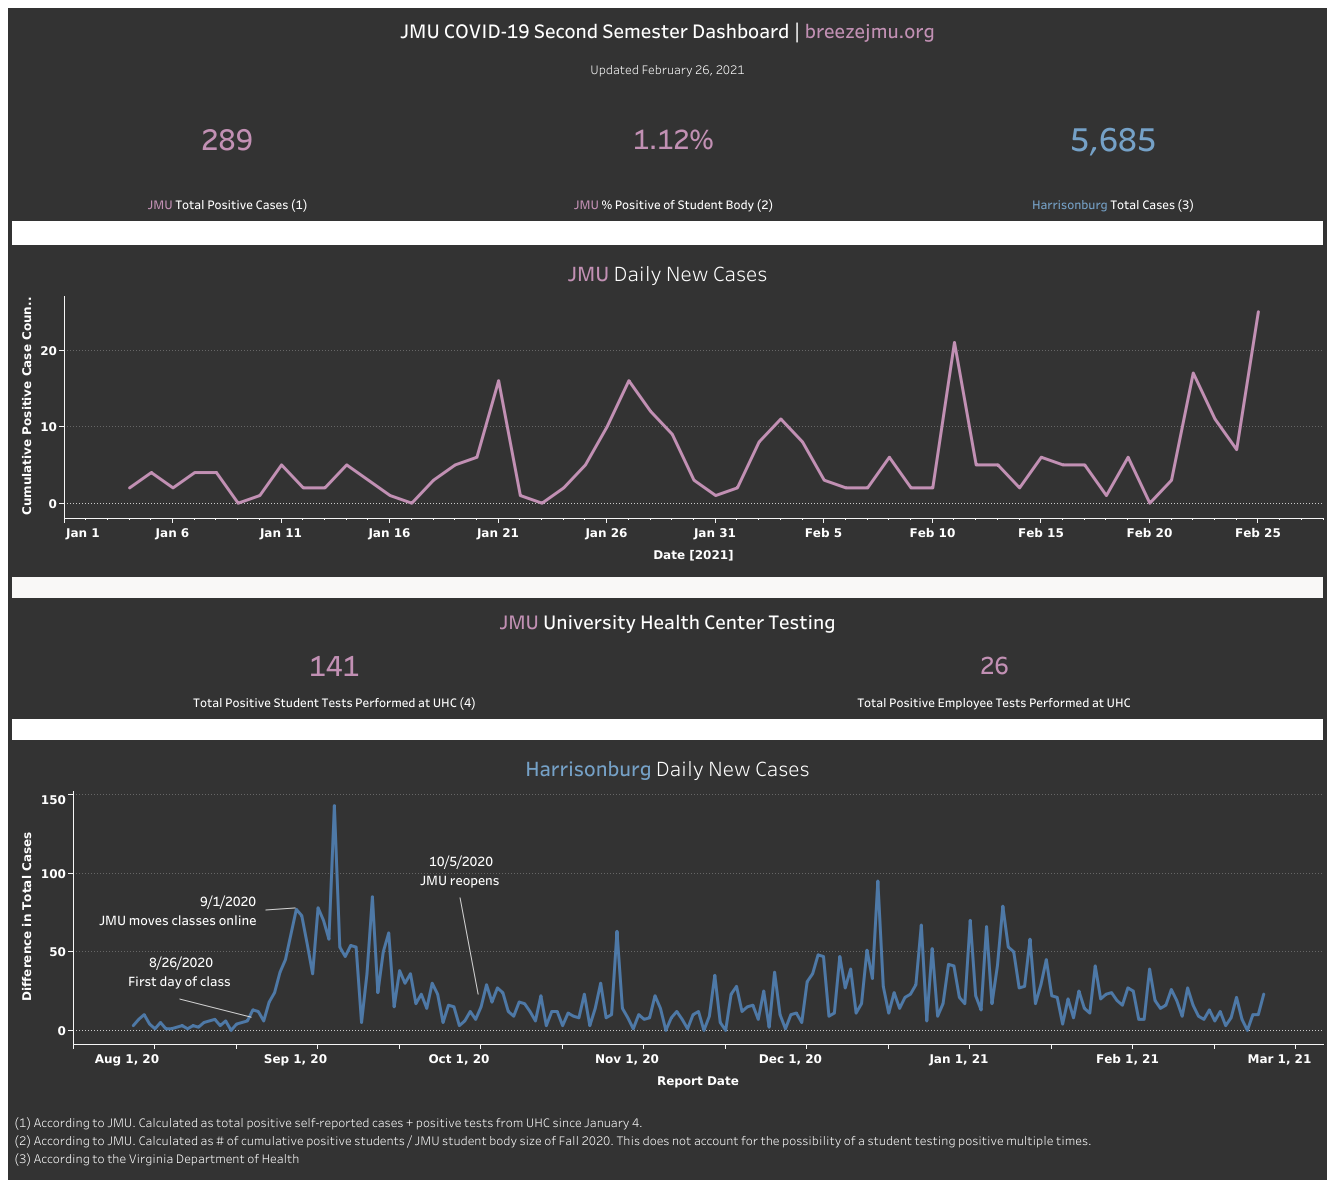 JMU COVID-19 Second Semester Dashboard | breezejmu.org
Updated February 26, 2021
289
1.12%
5,685
JMU Total Positive Cases (1)
JMU % Positive of Student Body (2)
Harrisonburg Total Cases (3)
JMU Daily New Cases
Cumulative Positive Case Coun..
20
10
0
Jan 1 Jan 6 Jan 11 Jan 16 Jan 21 Jan 26 Jan 31 Feb 5 Feb 10 Feb 15 Feb 20 Feb 25
Date [2021]
JMU University Health Center Testing
141
26
Total Positive Student Tests Performed at UHC (4)
Total Positive Employee Tests Performed at UHC
Harrisonburg Daily New Cases
Difference in Total Cases
150
100
50
0
10/5/2020
JMU reopens
9/1/2020
JMU moves classes online
8/26/2020
First day of class
Aug 1, 20 Sep 1, 20 Oct 1, 20 Nov 1, 20 Dec 1, 20 Jan 1, 21 Feb 1, 21 Mar 1, 21
Report Date
(1) According to JMU. Calculated as total positive self-reported cases + positive tests from UHC since January 4.
(2) According to JMU. Calculated as # of cumulative positive students / JMU student body size of Fall 2020. This does not account for the possibility of a student testing positive multiple times.
(3) According to the Virginia Department of Health